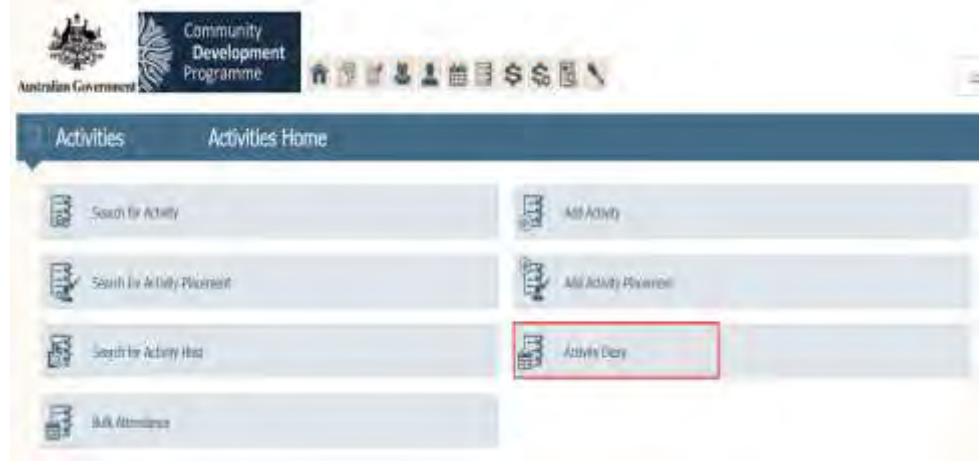 Community
Development
Programme
Australian Government
Activities Activities Home
Search for Activity
Add Activity
Search for Activity Placement
Add Activity Placement
Search for Activity Host
Activity Diary
Bulk Attendance